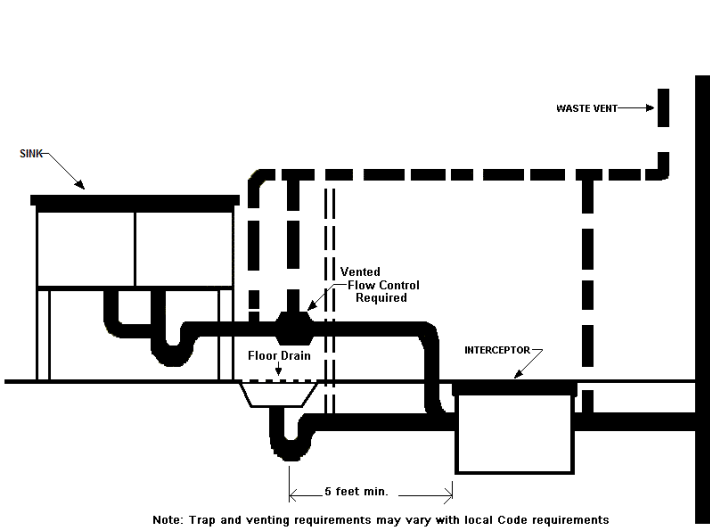 WASTE VENT
SINK
Vented
Flow Control
Required
Floor Drain
INTERCEPTOR
5 feet min.
Note: Trap and venting requirements may vary with local Code requirements